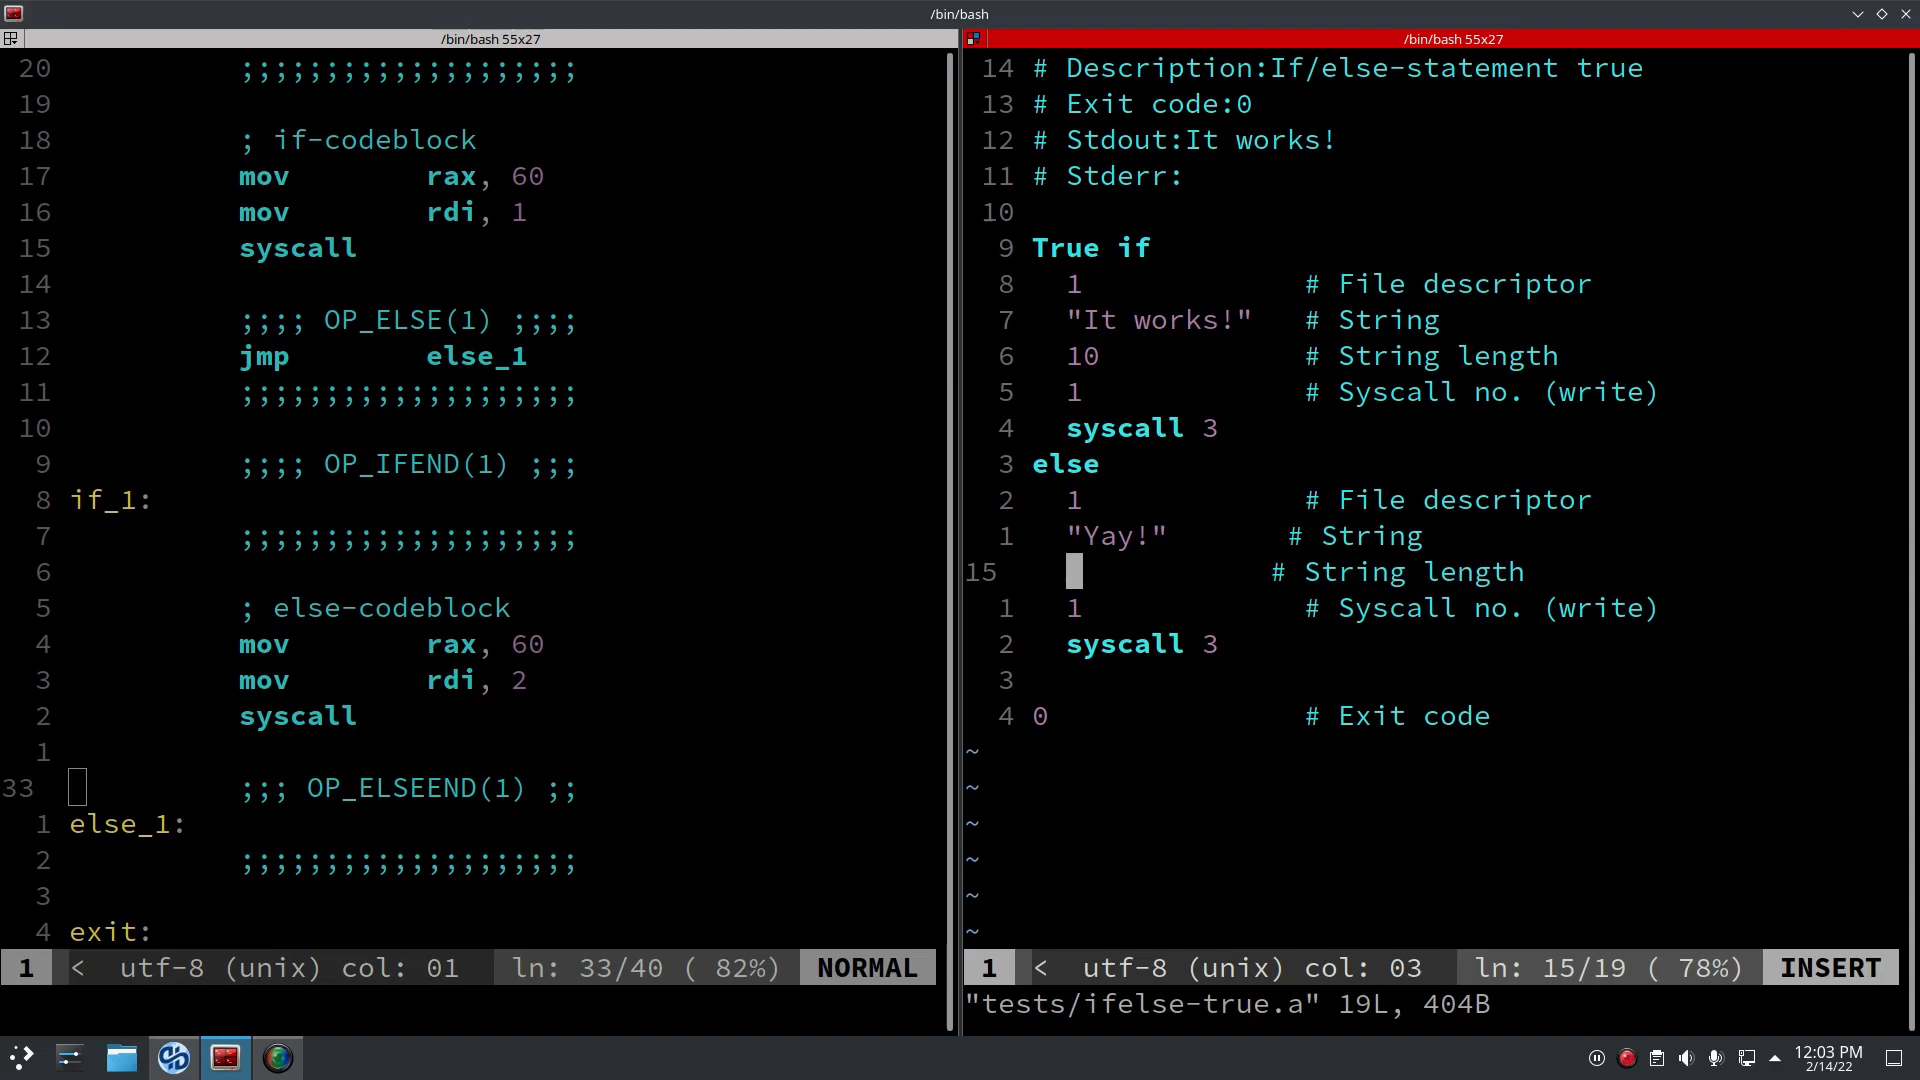 /bin/bash
/bin/bash 55x27
20 ;;;;;;;;;;;;;;;;;;;;
19
18 ; if-codeblock
17 mov rax, 60
16 mov rdi, 1
15 syscall
14
13 ;;;; OP_ELSE(1) ;;;;
12 jmp else_1
11 ;;;;;;;;;;;;;;;;;;;;
10
9 ;;;; OP_IFEND(1) ;;;
8 if_1:
7 ;;;;;;;;;;;;;;;;;;;;
6
5 ; else-codeblock
4 mov rax, 60
3 mov rdi, 2
2 syscall
1
33 ;;; OP_ELSEEND(1) ;;
1 else_1:
2 ;;;;;;;;;;;;;;;;;;;;
3
4 exit:
1 < utf-8 (unix) col: 01 ln: 33/40 ( 82%) NORMAL
/bin/bash 55x27
14 # Description:If/else-statement true
13 # Exit code:0
12 # Stdout:It works!
11 # Stderr:
10
9 True if
8 1 # File descriptor
7 "It works!" # String
6 10 # String length
5 1 # Syscall no. (write)
4 syscall 3
3 else
2 1 # File descriptor
1 "Yay!" # String
15 # String length
1 1 # Syscall no. (write)
2 syscall 3
3
4 0 # Exit code
~
~
~
~
~
~
1 < utf-8 (unix) col: 03 ln: 15/19 ( 78%) INSERT
"tests/ifelse-true.a" 19L, 404B
12:03 PM
2/14/22